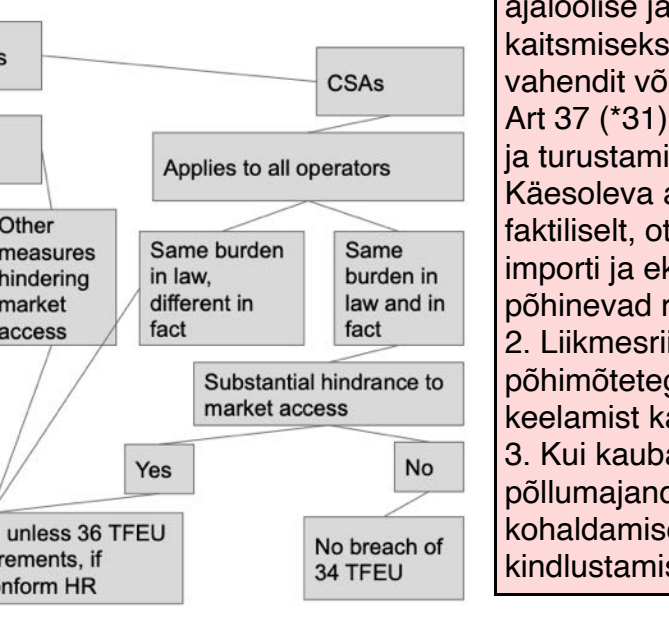 s
CSAs
Applies to all operators
Other
measures
hindering
market
access
Same burden
in law,
different in
fact
Same
burden in
law and in
fact
Substantial hindrance to
market access
Yes
No
unless 36 TFEU
rements, if
nform HR
No breach of
34 TFEU
ajaloolise ja
kaitsmiseks
vahendit võ
Art 37 (*31)
ja turustami
Käesoleva
faktiliselt, ot
importi ja ek
põhinevad
2. Liikmesrii
põhimõteteg
keelamist ka
3. Kui kauba
põllumajand
kohaldamise
kindlustamis